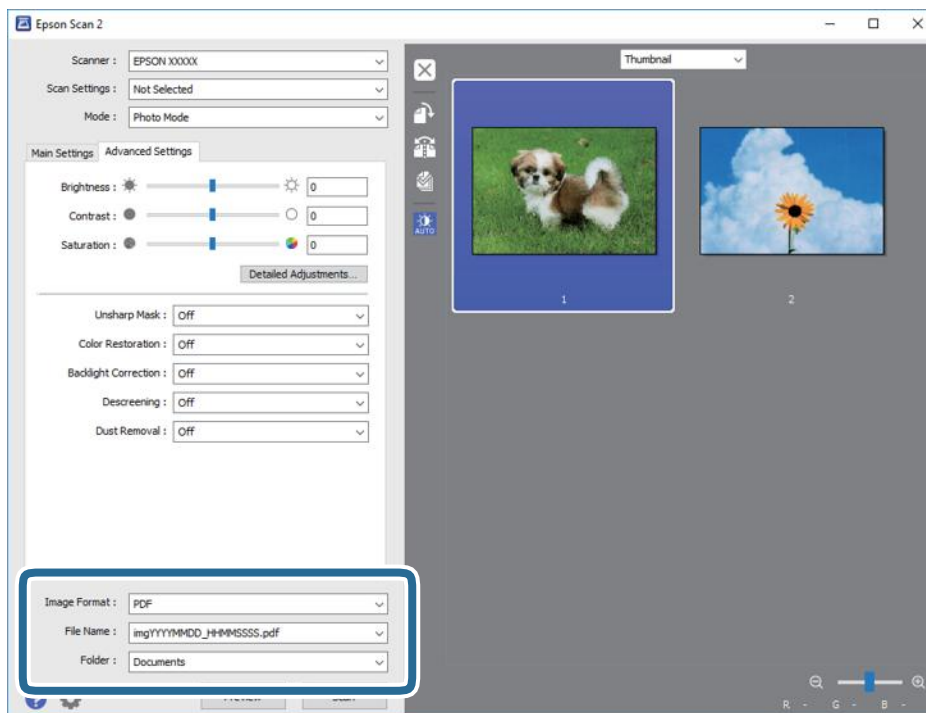 Epson Scan 2
Scanner : EPSON XXXXX
Scan Settings : Not Selected
Mode : Photo Mode
Main Settings Advanced Settings
Brightness : 0
Contrast : 0
Saturation : 0
Detailed Adjustments...
Unsharp Mask : Off
Color Restoration : Off
Backlight Correction : Off
Descreening : Off
Dust Removal : Off
Image Format : PDF
File Name : imgYYYYMMDD_HHMMSSSS.pdf
Folder : Documents
Thumbnail
AUTO
1 2
R - G - B -